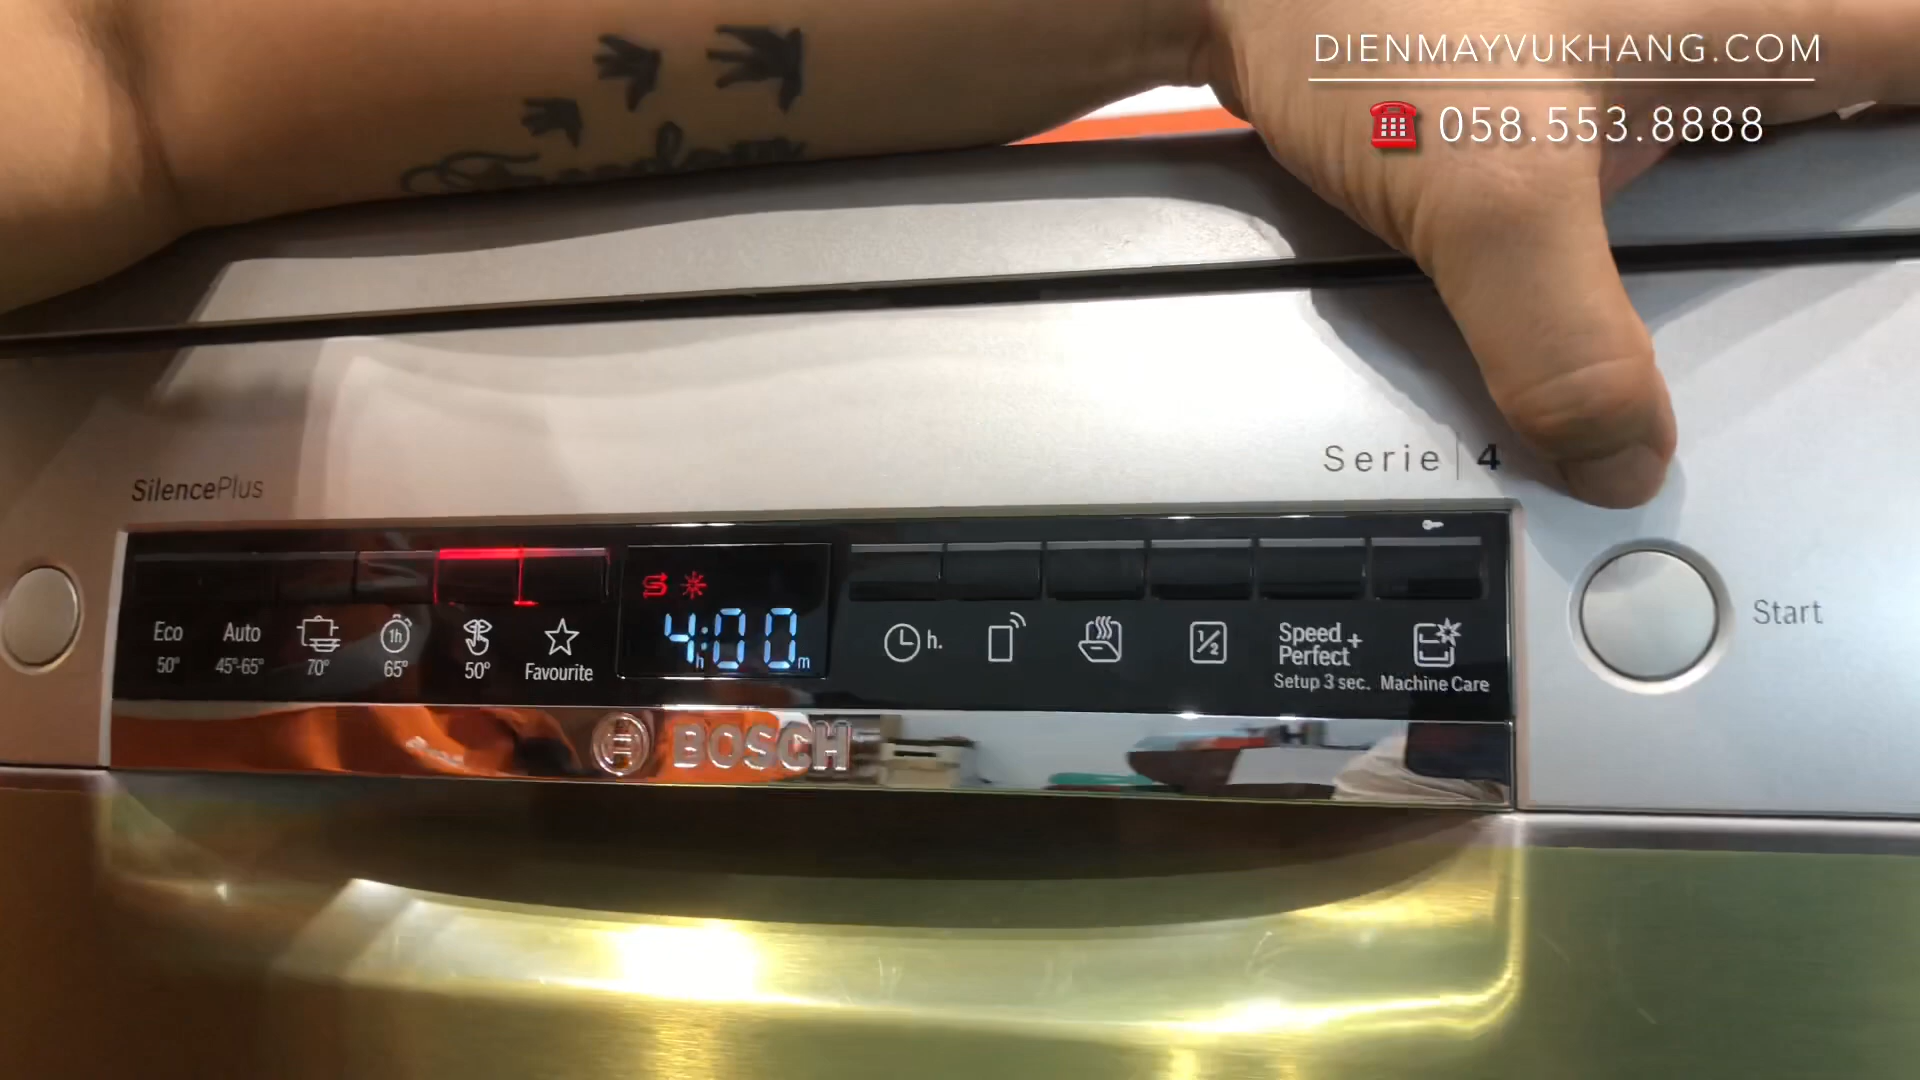 DIENMAYVUKHANG.COM
058.553.8888
Freedom
Serie | 4
SilencePlus
4:00
h m
Eco
50°
Auto
45°-65°
70°
1h
65°
50°
Favourite
h.
1/2
Speed
Perfect+
Setup 3 sec.
Machine Care
Start
BOSCH